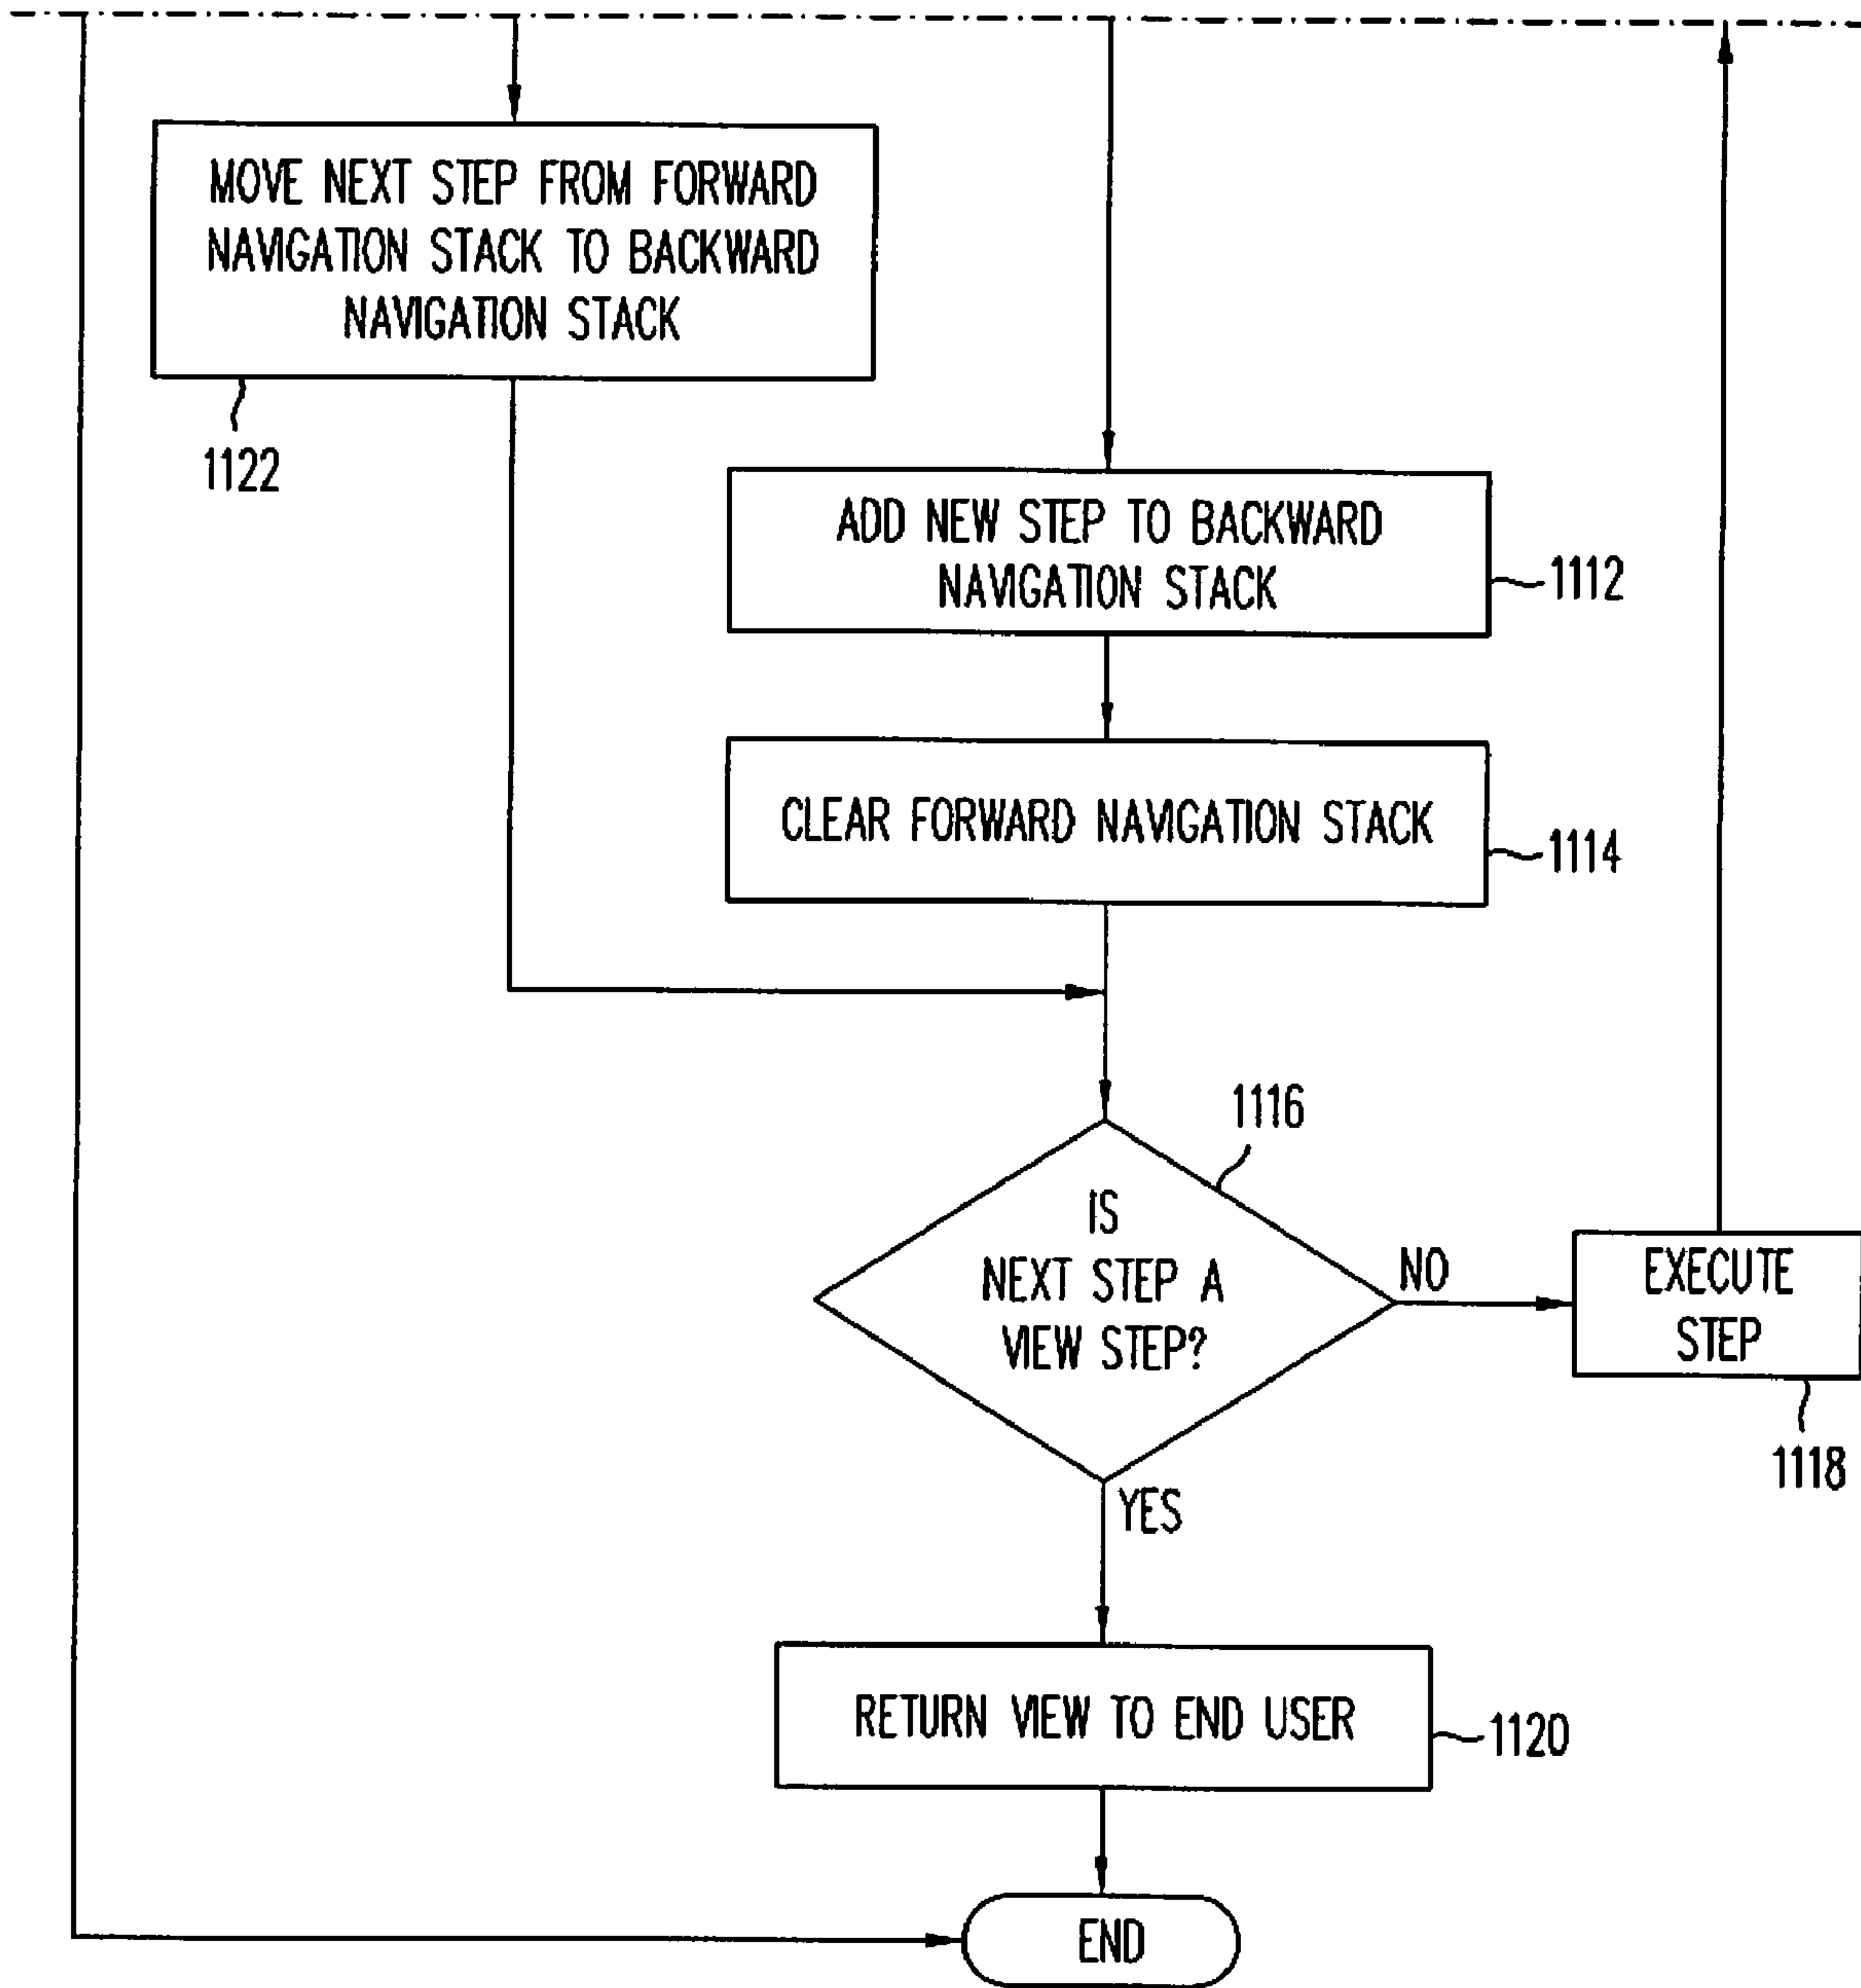 MOVE NEXT STEP FROM FORWARD
NAVIGATION STACK TO BACKWARD
NAVIGATION STACK
1122
ADD NEW STEP TO BACKWARD
NAVIGATION STACK
1112
CLEAR FORWARD NAVIGATION STACK
1114
1116
IS
NEXT STEP A
VIEW STEP?
NO
EXECUTE
STEP
1118
YES
RETURN VIEW TO END USER
1120
END